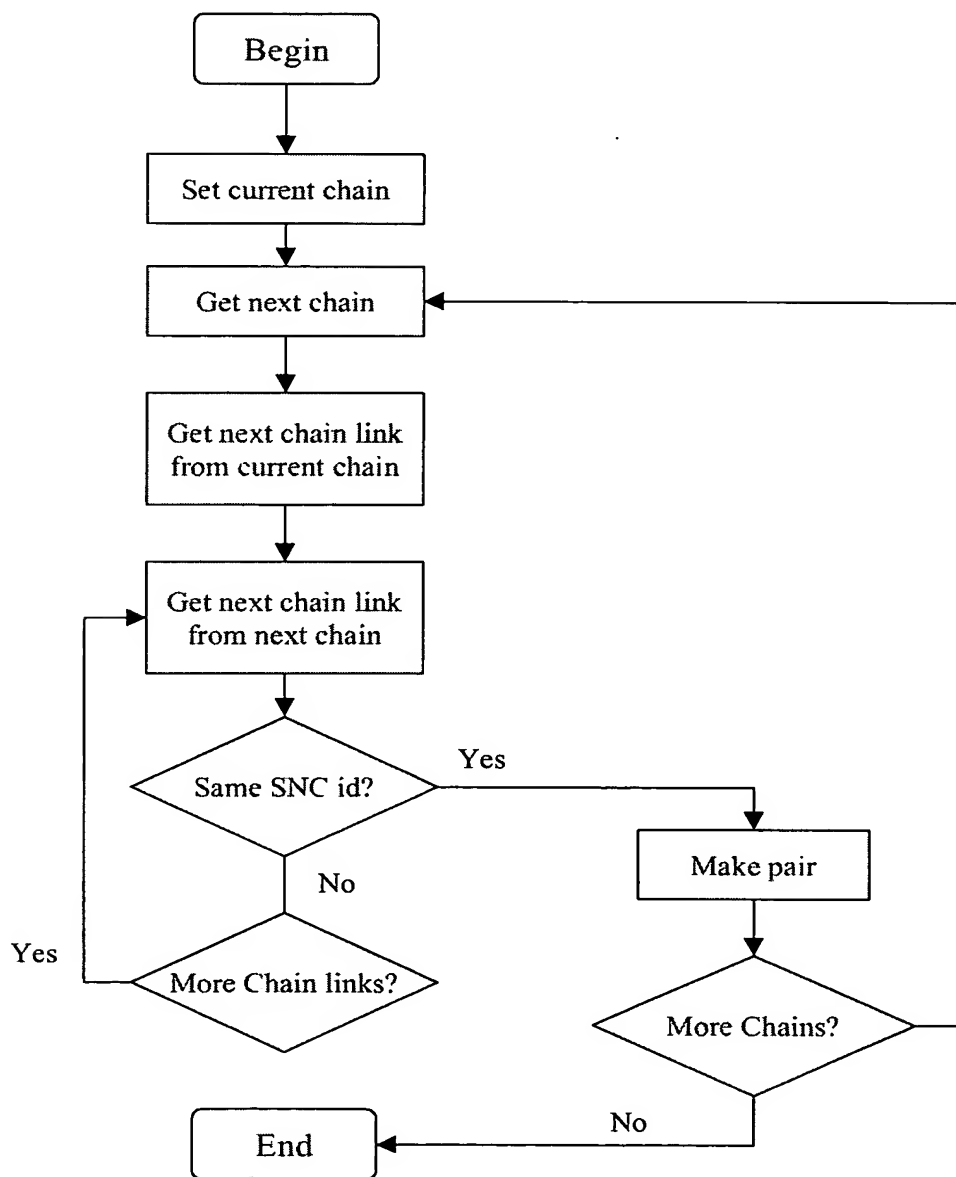 Begin
Set current chain
Get next chain
Get next chain link
from current chain
Get next chain link
from next chain
Same SNC id?
Yes
No
Make pair
Yes
More Chain links?
More Chains?
No
End